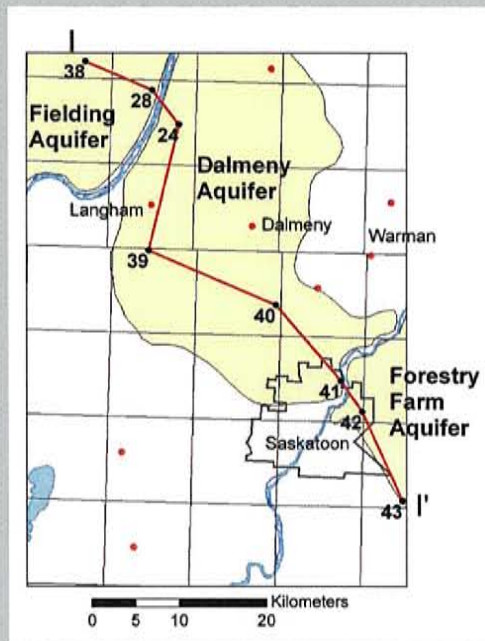 I
38
28
Fielding
Aquifer
24
Dalmeny
Aquifer
Langham
Dalmeny
Warman
39
40
41
Forestry
Farm
Aquifer
42
Saskatoon
43
I'
0 5 10 20 Kilometers